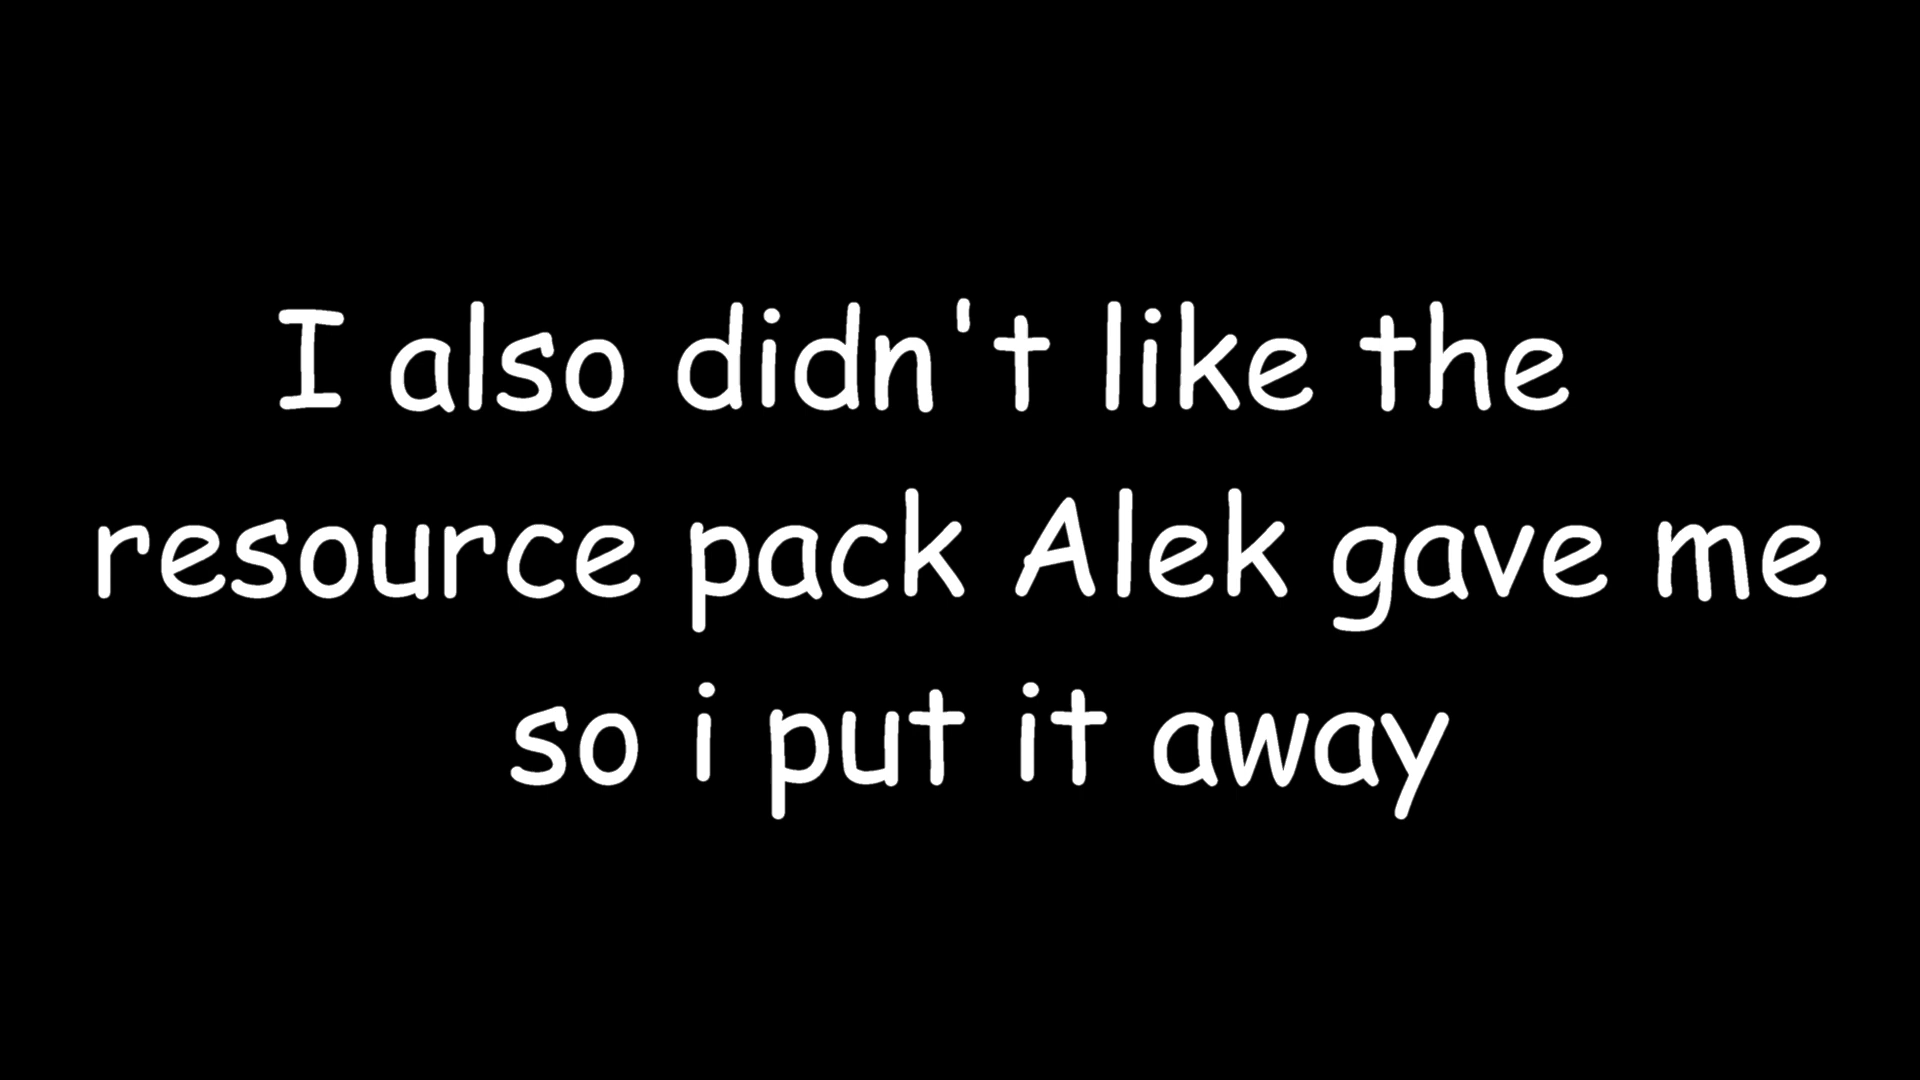 I also didn't like the
resource pack Alek gave me
so i put it away